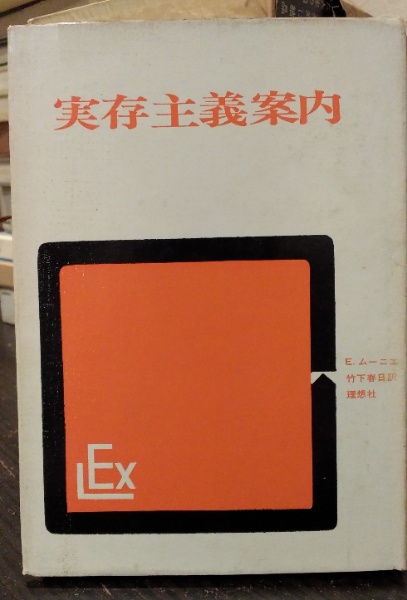 実存主義案内
E. ムーニエ
竹下春日訳
理想社
LEx